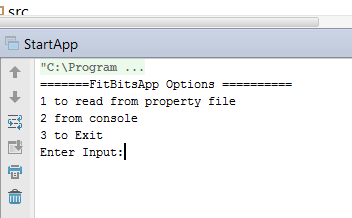 src
StartApp
"C:\Program ...
=======FitBitsApp Options ==========
1 to read from property file
2 from console
3 to Exit
Enter Input: